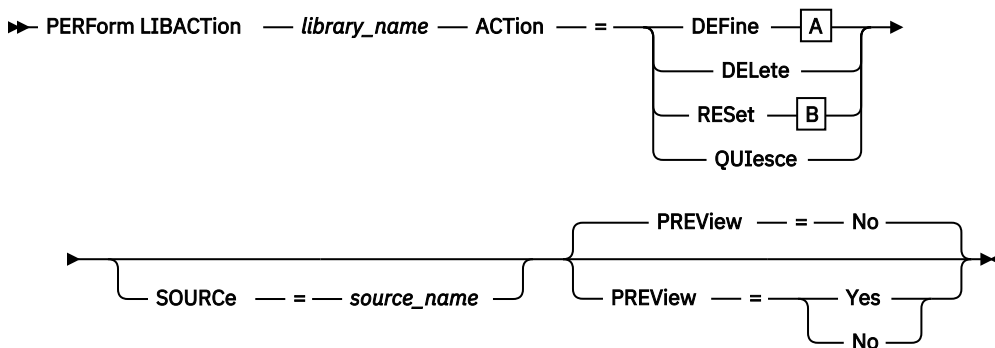 PERForm LIBACTion library_name ACTion = DEFine A
DELete
RESet B
QUIesce
PREView = No
SOURCe = source_name PREView = Yes
No